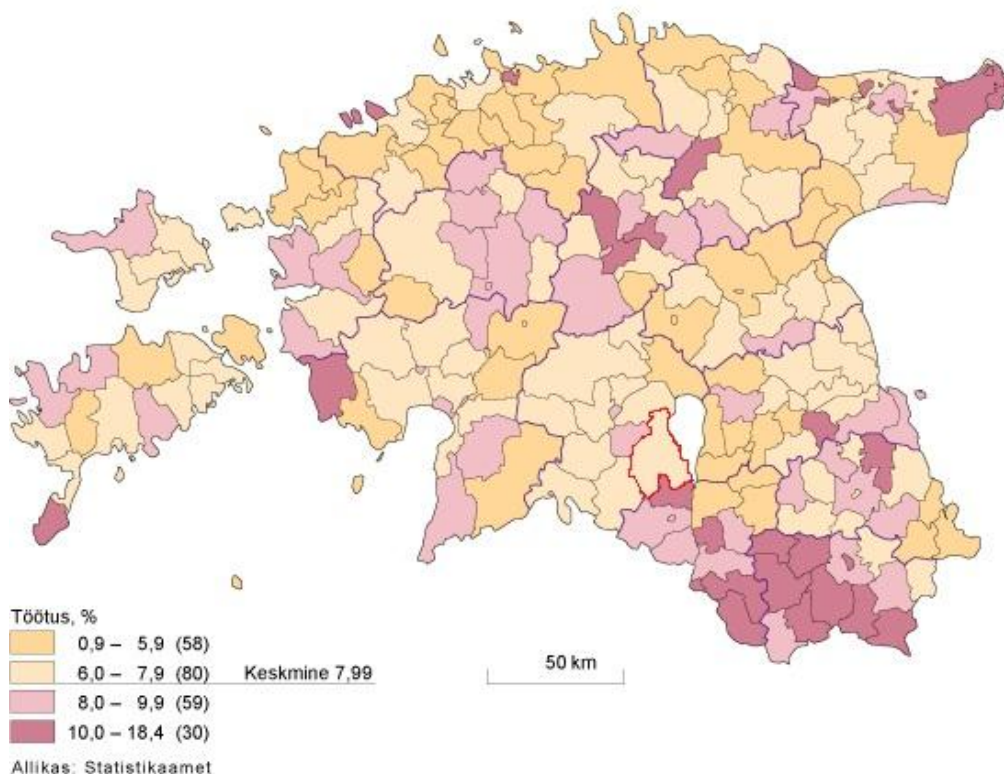 Töötus, %
0,9 – 5,9 (58)
6,0 – 7,9 (80) Keskmine 7,99
8,0 – 9,9 (59)
10,0 – 18,4 (30)
50 km
Allikas: Statistikaamet